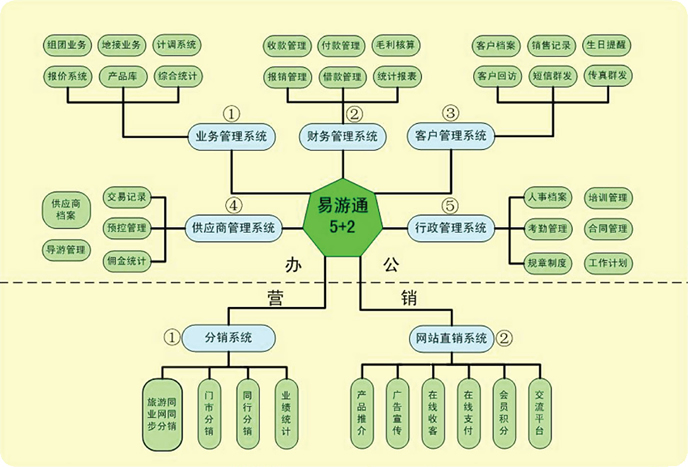 组团业务 地接业务 计调系统
报价系统 产品库 综合统计
收款管理 付款管理 毛利核算
报销管理 借款管理 统计报表
客户档案 销售记录 生日提醒
客户回访 短信群发 传真群发
① 业务管理系统
② 财务管理系统
③ 客户管理系统
易游通
5+2
供应商
档案
导游管理
交易记录
预控管理
佣金统计
④ 供应商管理系统
⑤ 行政管理系统
人事档案 培训管理
考勤管理 合同管理
规章制度 工作计划
办公
营销
① 分销系统
网站直销系统 ②
旅游同
业网同
步分销
门市分销
同行分销
业绩统计
产品推介
广告宣传
在线收客
在线支付
会员积分
交流平台